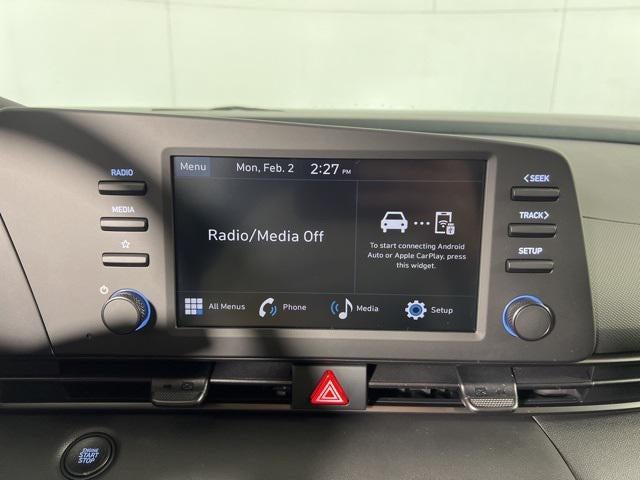 RADIO
MEDIA
Menu
Mon, Feb. 2
2:27 PM
Radio/Media Off
To start connecting Android
Auto or Apple CarPlay, press
this widget.
All Menus
Phone
Media
Setup
<SEEK
TRACK>
SETUP
ENGINE
START
STOP